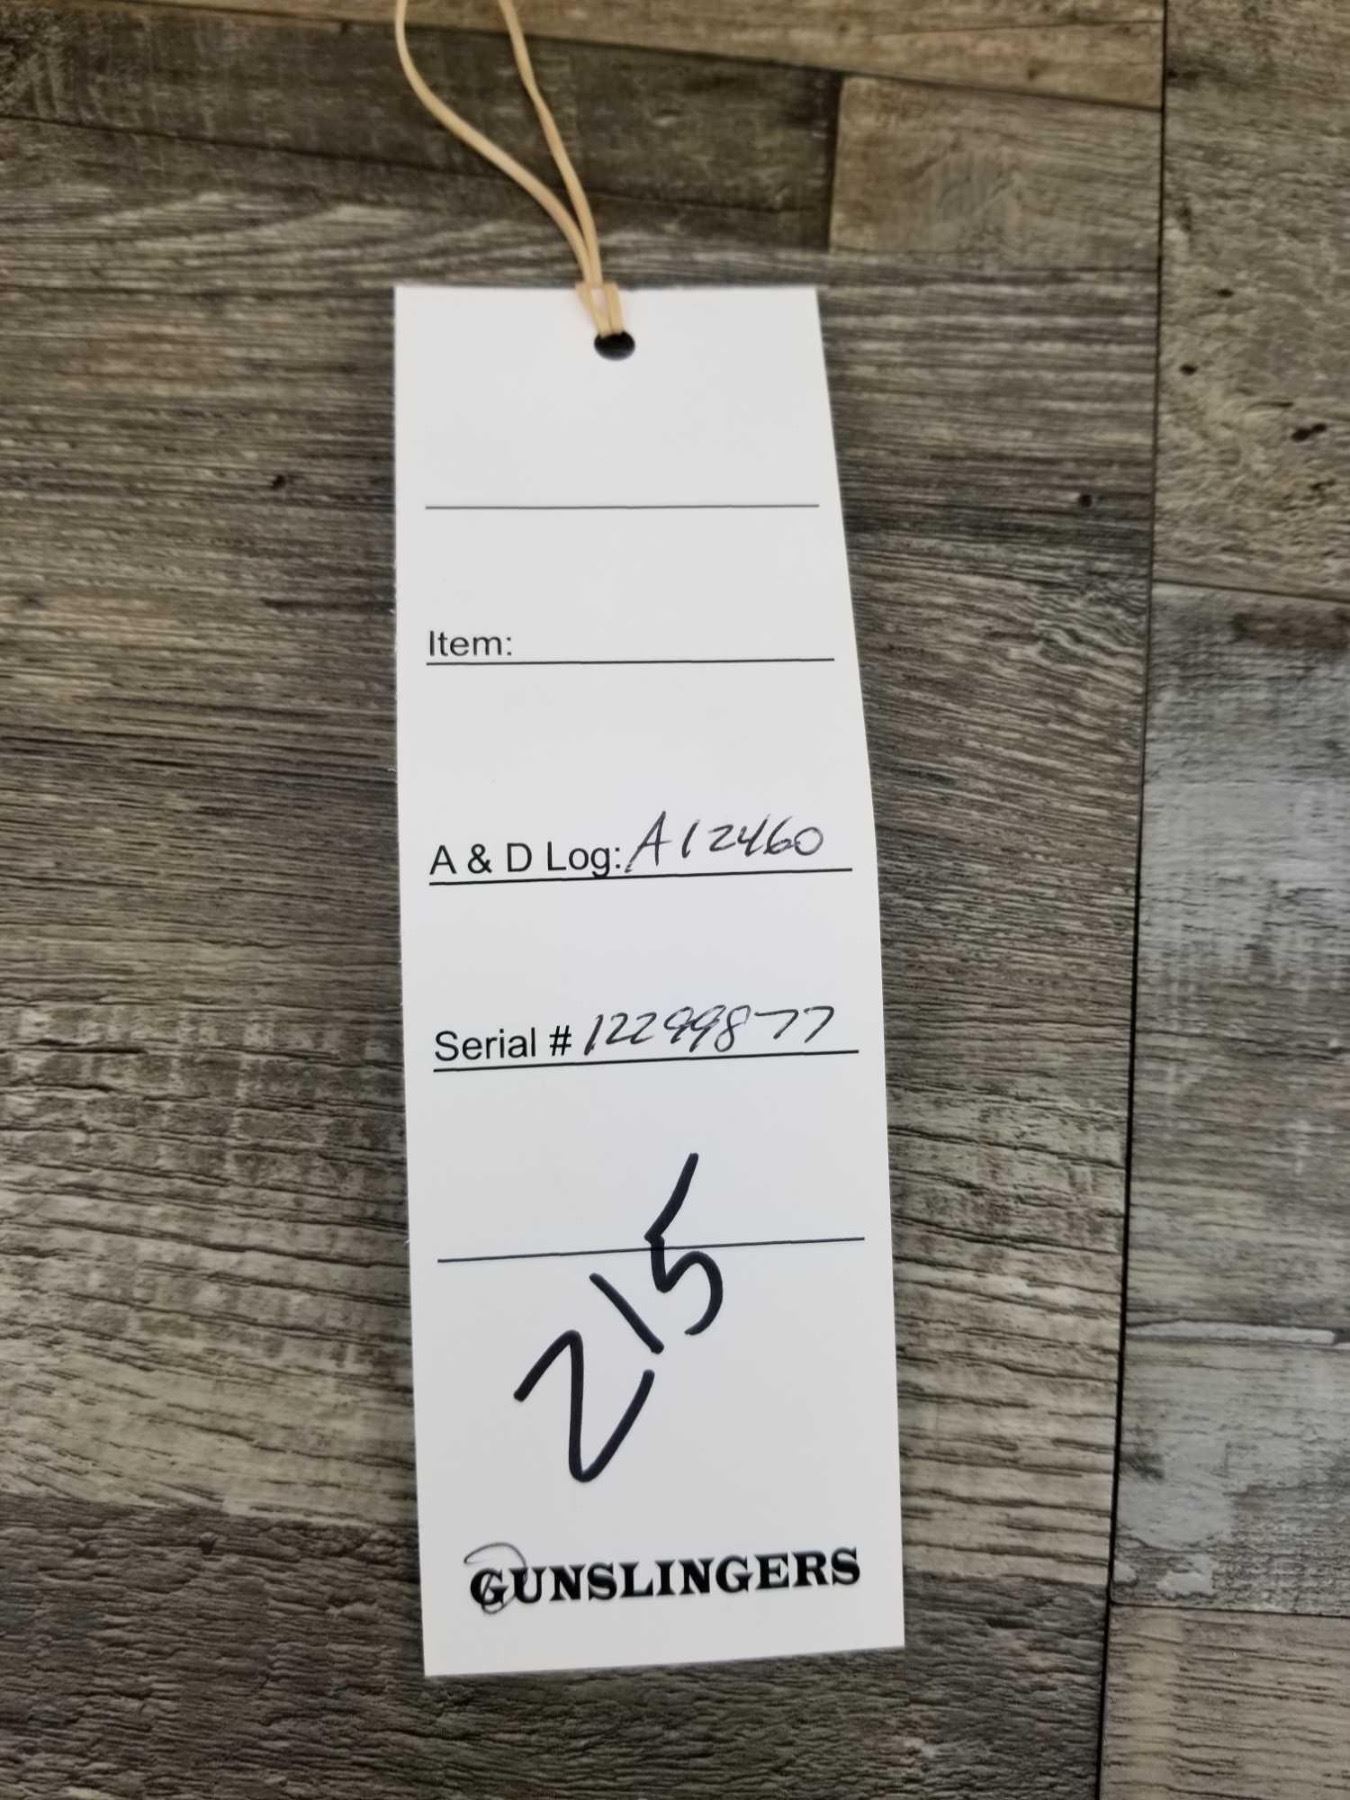 Item:
A & D Log: A12460
Serial # 12299877
215
GUNSLINGERS